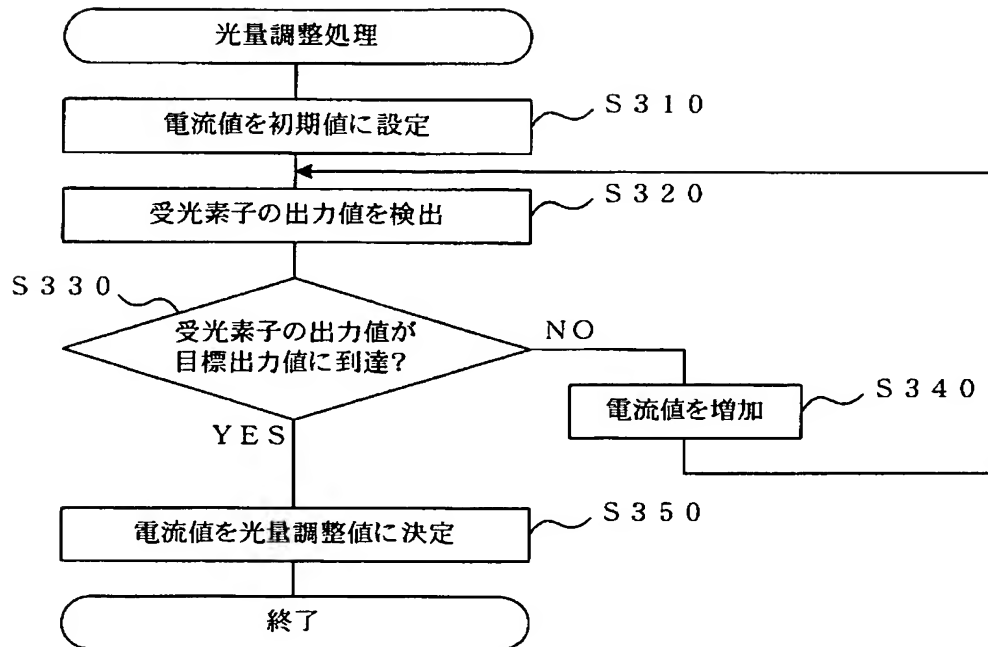 光量調整処理
電流値を初期値に設定
Ｓ３１０
受光素子の出力値を検出
Ｓ３２０
Ｓ３３０
受光素子の出力値が
目標出力値に到達？
ＮＯ
電流値を増加
Ｓ３４０
ＹＥＳ
電流値を光量調整値に決定
Ｓ３５０
終了